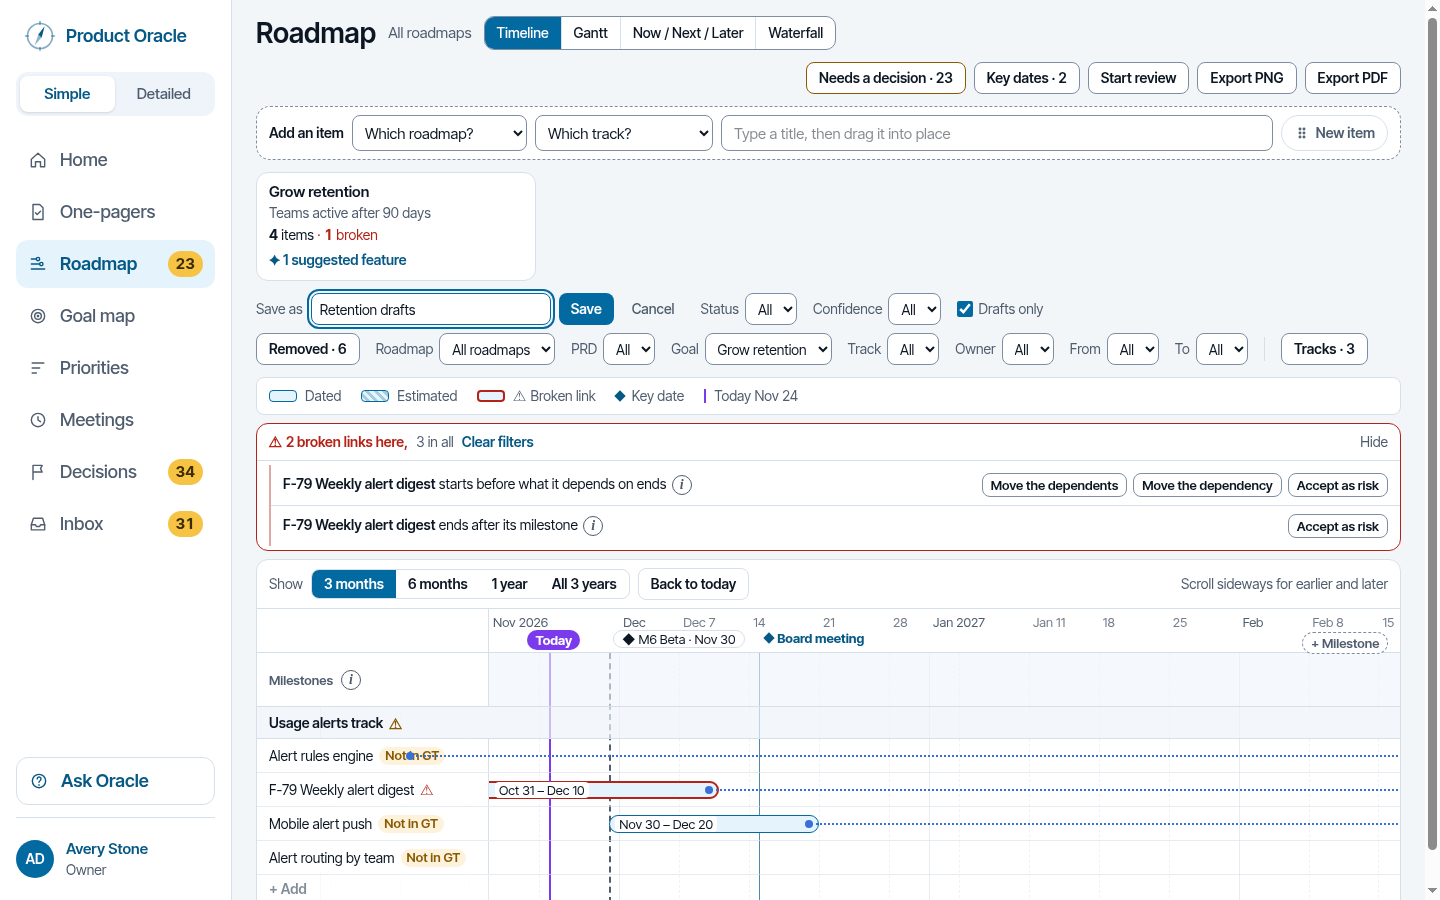 Product Oracle
Simple Detailed
Home
One-pagers
Roadmap 23
Goal map
Priorities
Meetings
Decisions 34
Inbox 31
Ask Oracle
AD Avery Stone
Owner
Roadmap All roadmaps Timeline Gantt Now / Next / Later Waterfall
Needs a decision · 23 Key dates · 2 Start review Export PNG Export PDF
Add an item Which roadmap? Which track? Type a title, then drag it into place New item
Grow retention
Teams active after 90 days
4 items · 1 broken
1 suggested feature
Save as Retention drafts Save Cancel Status All Confidence All Drafts only
Removed · 6 Roadmap All roadmaps PRD All Goal Grow retention Track All Owner All From All To All Tracks · 3
Dated Estimated Broken link Key date Today Nov 24
2 broken links here, 3 in all Clear filters Hide
F-79 Weekly alert digest starts before what it depends on ends i Move the dependents Move the dependency Accept as risk
F-79 Weekly alert digest ends after its milestone i Accept as risk
Show 3 months 6 months 1 year All 3 years Back to today Scroll sideways for earlier and later
Nov 2026 Dec Dec 7 14 21 28 Jan 2027 Jan 11 18 25 Feb Feb 8 15
Today M6 Beta · Nov 30 Board meeting + Milestone
Milestones i
Usage alerts track
Alert rules engine Not in GT
F-79 Weekly alert digest Oct 31 – Dec 10
Mobile alert push Not in GT Nov 30 – Dec 20
Alert routing by team Not in GT
+ Add